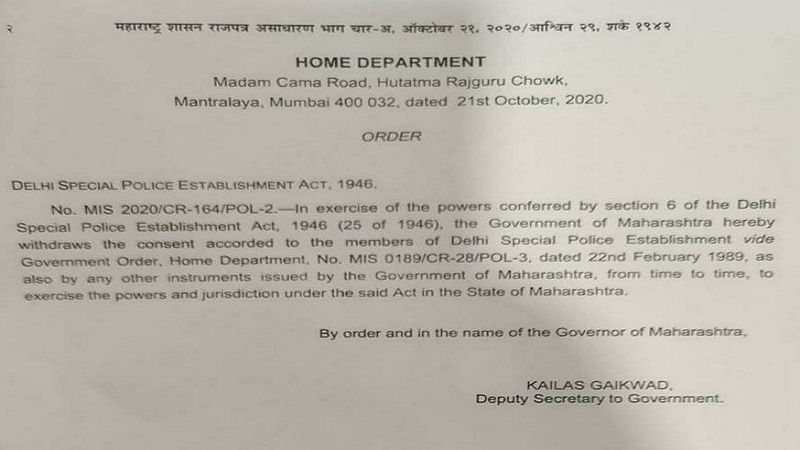 २
महाराष्ट्र शासन राजपत्र असाधारण भाग चार-अ, ऑक्टोबर २१, २०२०/आश्विन २९, शके १९४२
HOME DEPARTMENT
Madam Cama Road, Hutatma Rajguru Chowk,
Mantralaya, Mumbai 400 032, dated 21st October, 2020.
ORDER
DELHI SPECIAL POLICE ESTABLISHMENT ACT, 1946.
No. MIS 2020/CR-164/POL-2.—In exercise of the powers conferred by section 6 of the Delhi
Special Police Establishment Act, 1946 (25 of 1946), the Government of Maharashtra hereby
withdraws the consent accorded to the members of Delhi Special Police Establishment vide
Government Order, Home Department, No. MIS 0189/CR-28/POL-3, dated 22nd February 1989, as
also by any other instruments issued by the Government of Maharashtra, from time to time, to
exercise the powers and jurisdiction under the said Act in the State of Maharashtra.
By order and in the name of the Governor of Maharashtra,
KAILAS GAIKWAD,
Deputy Secretary to Government.